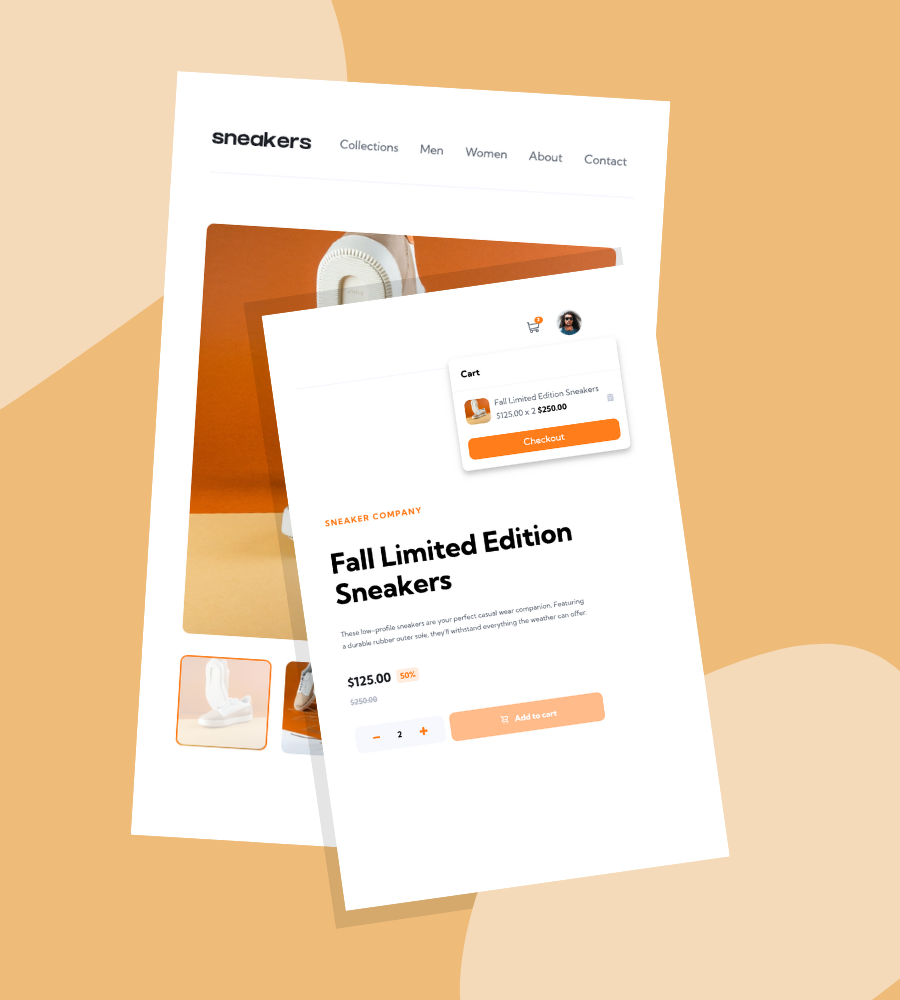 sneakers
Collections Men Women About Contact
Cart
Fall Limited Edition Sneakers
$125.00 x 2 $250.00
Checkout
SNEAKER COMPANY
Fall Limited Edition
Sneakers
These low-profile sneakers are your perfect casual wear companion. Featuring
a durable rubber outer sole, they'll withstand everything the weather can offer.
$125.00 50%
$250.00
2 Add to cart